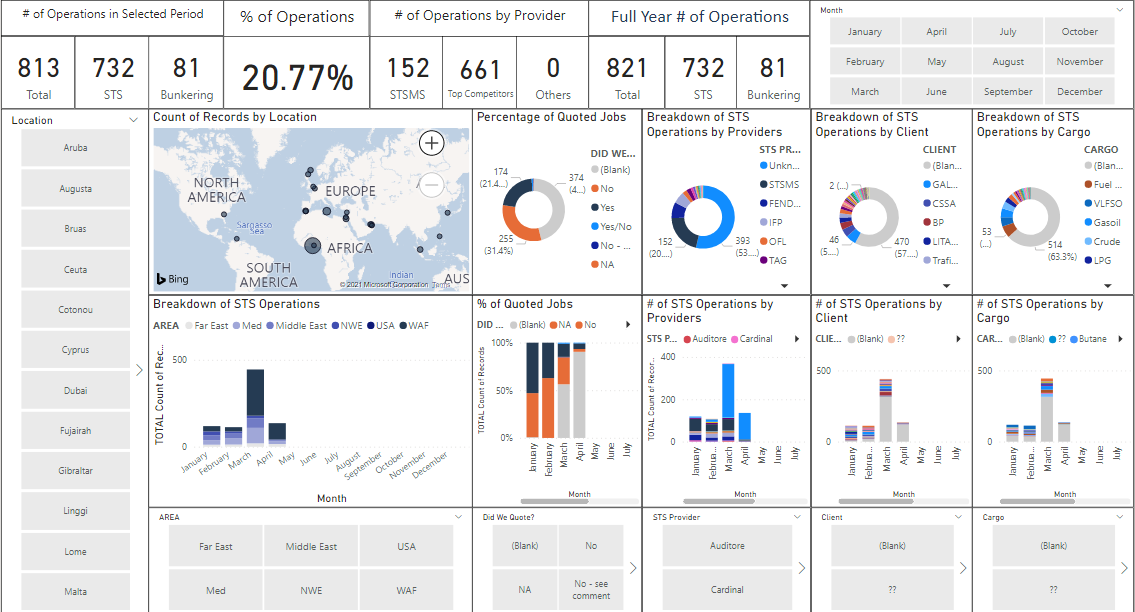 # of Operations in Selected Period
% of Operations
# of Operations by Provider
Full Year # of Operations
Month
813
Total
732
STS
81
Bunkering
20.77%
152
STSMS
661
Top Competitors
0
Others
821
Total
732
STS
81
Bunkering
January
April
July
October
February
May
August
November
March
June
September
December
Location
Aruba
Augusta
Bruas
Ceuta
Cotonou
Cyprus
Dubai
Fujairah
Gibraltar
Linggi
Lome
Malta
Count of Records by Location
NORTH
AMERICA
EUROPE
Sargasso
Sea
AFRICA
SOUTH
AMERICA
Indian
AUS
Bing
© 2021 Microsoft Corporation Terms
Percentage of Quoted Jobs
174
(21.4...)
374
(4...)
255
(31.4%)
DID WE...
(Blank)
No
Yes
Yes/No
No - ...
NA
Breakdown of STS
Operations by Providers
152
(20....)
393
(53....)
STS PR...
Unkn...
STSMS
FEND...
IFP
OFL
TAG
Breakdown of STS
Operations by Client
2 (...)
46
(5....)
470
(57....)
CLIENT
(Blan...
GAL...
CSSA
BP
LITA...
Trafi...
Breakdown of STS
Operations by Cargo
53
(...)
514
(63.3%)
CARGO
(Blan...
Fuel ...
VLFSO
Gasoil
Crude
LPG
Breakdown of STS Operations
AREA Far East Med Middle East NWE USA WAF
TOTAL Count of Rec...
500
0
January
February
March
April
May
June
July
August
September
October
November
December
Month
% of Quoted Jobs
DID ... (Blank) NA No
TOTAL Count of Records
100%
50%
0%
January
February
March
April
May
June
July
Month
# of STS Operations by
Providers
STS P... Auditore Cardinal
TOTAL Count of Recor...
400
200
0
January
Februa...
March
April
May
June
July
Month
# of STS Operations by
Client
CLIE... (Blank) ??
500
0
January
Februa...
March
April
May
June
July
Month
# of STS Operations by
Cargo
CAR... (Blank) ?? Butane
500
0
January
Februa...
March
April
May
June
July
Month
AREA
Far East
Middle East
USA
Med
NWE
WAF
Did We Quote?
(Blank)
No
NA
No - see
comment
STS Provider
Auditore
Cardinal
Client
(Blank)
??
Cargo
(Blank)
??